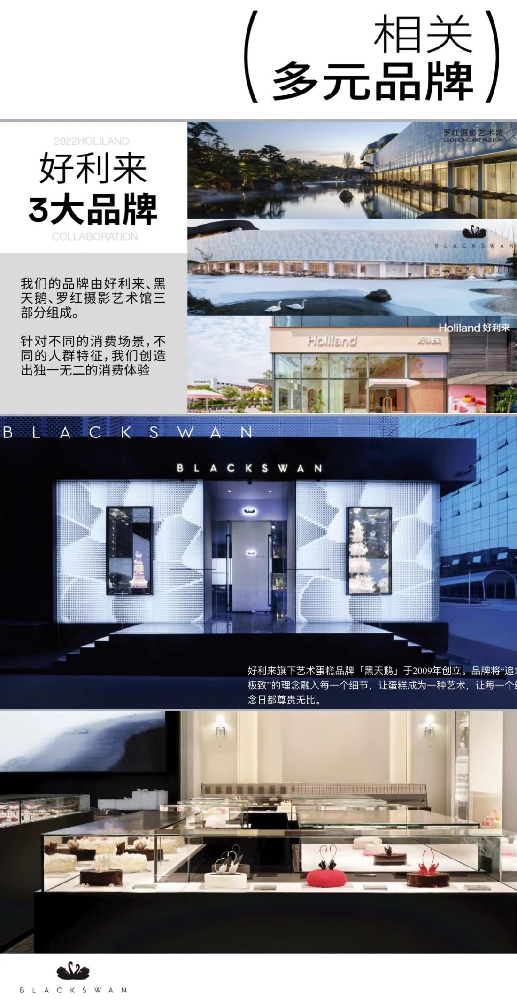 相关
多元品牌
2022HOLILAND
好利来
3大品牌
COLLABORATION
我们的品牌由好利来、黑
天鹅、罗红摄影艺术馆三
部分组成。
针对不同的消费场景，不
同的人群特征，我们创造
出独一无二的消费体验
罗红摄影艺术馆
LUO HONG ART MUSEUM
BLACKSWAN
Holiland 好利来
Holiland
好利来
BLACKSWAN
BLACKSWAN
好利来旗下艺术蛋糕品牌「黑天鹅」于2009年创立。品牌将“追
极致”的理念融入每一个细节，让蛋糕成为一种艺术，让每一个
念日都尊贵无比。
BLACKSWAN